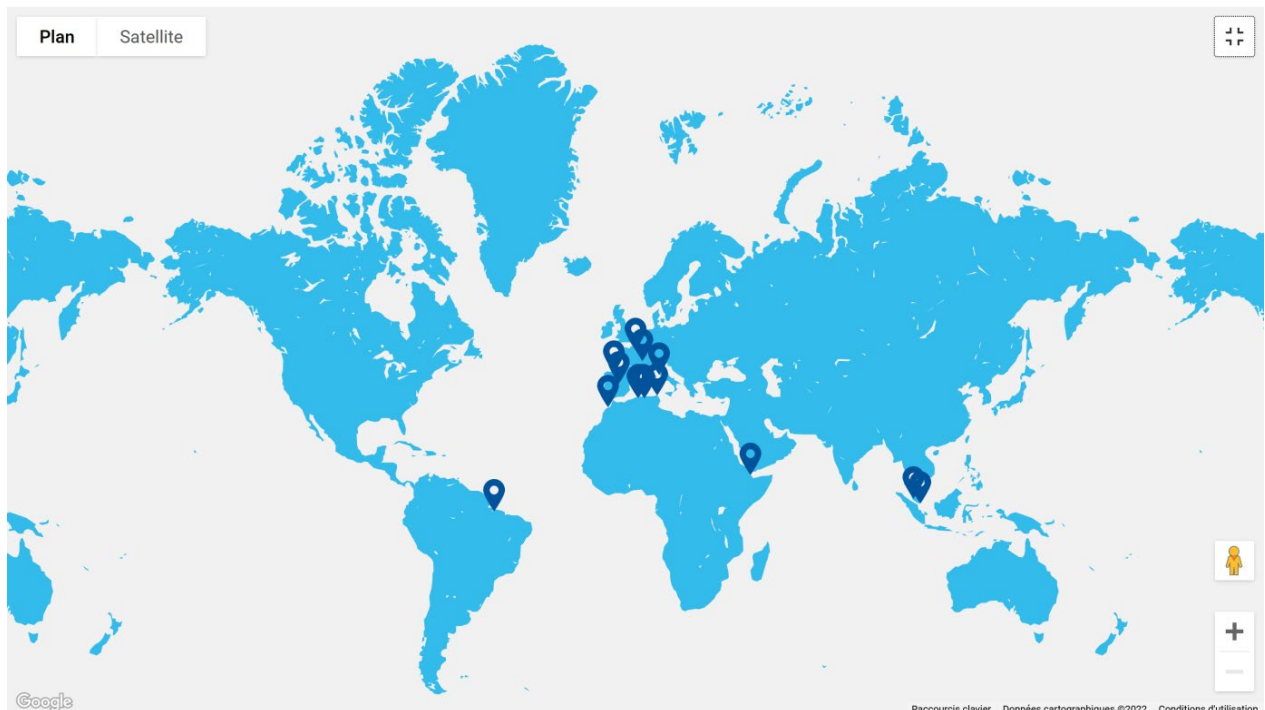 Plan Satellite
Google
Raccourcis clavier Données cartographiques ©2022 Conditions d'utilisation